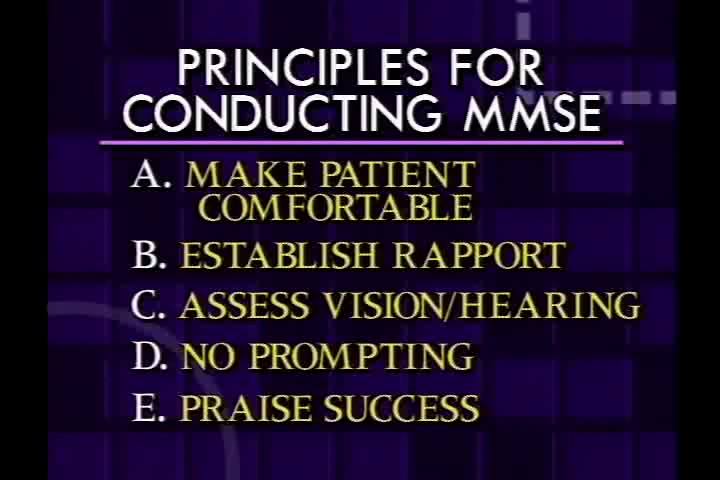 PRINCIPLES FOR
CONDUCTING MMSE
A. MAKE PATIENT
COMFORTABLE
B. ESTABLISH RAPPORT
C. ASSESS VISION/HEARING
D. NO PROMPTING
E. PRAISE SUCCESS